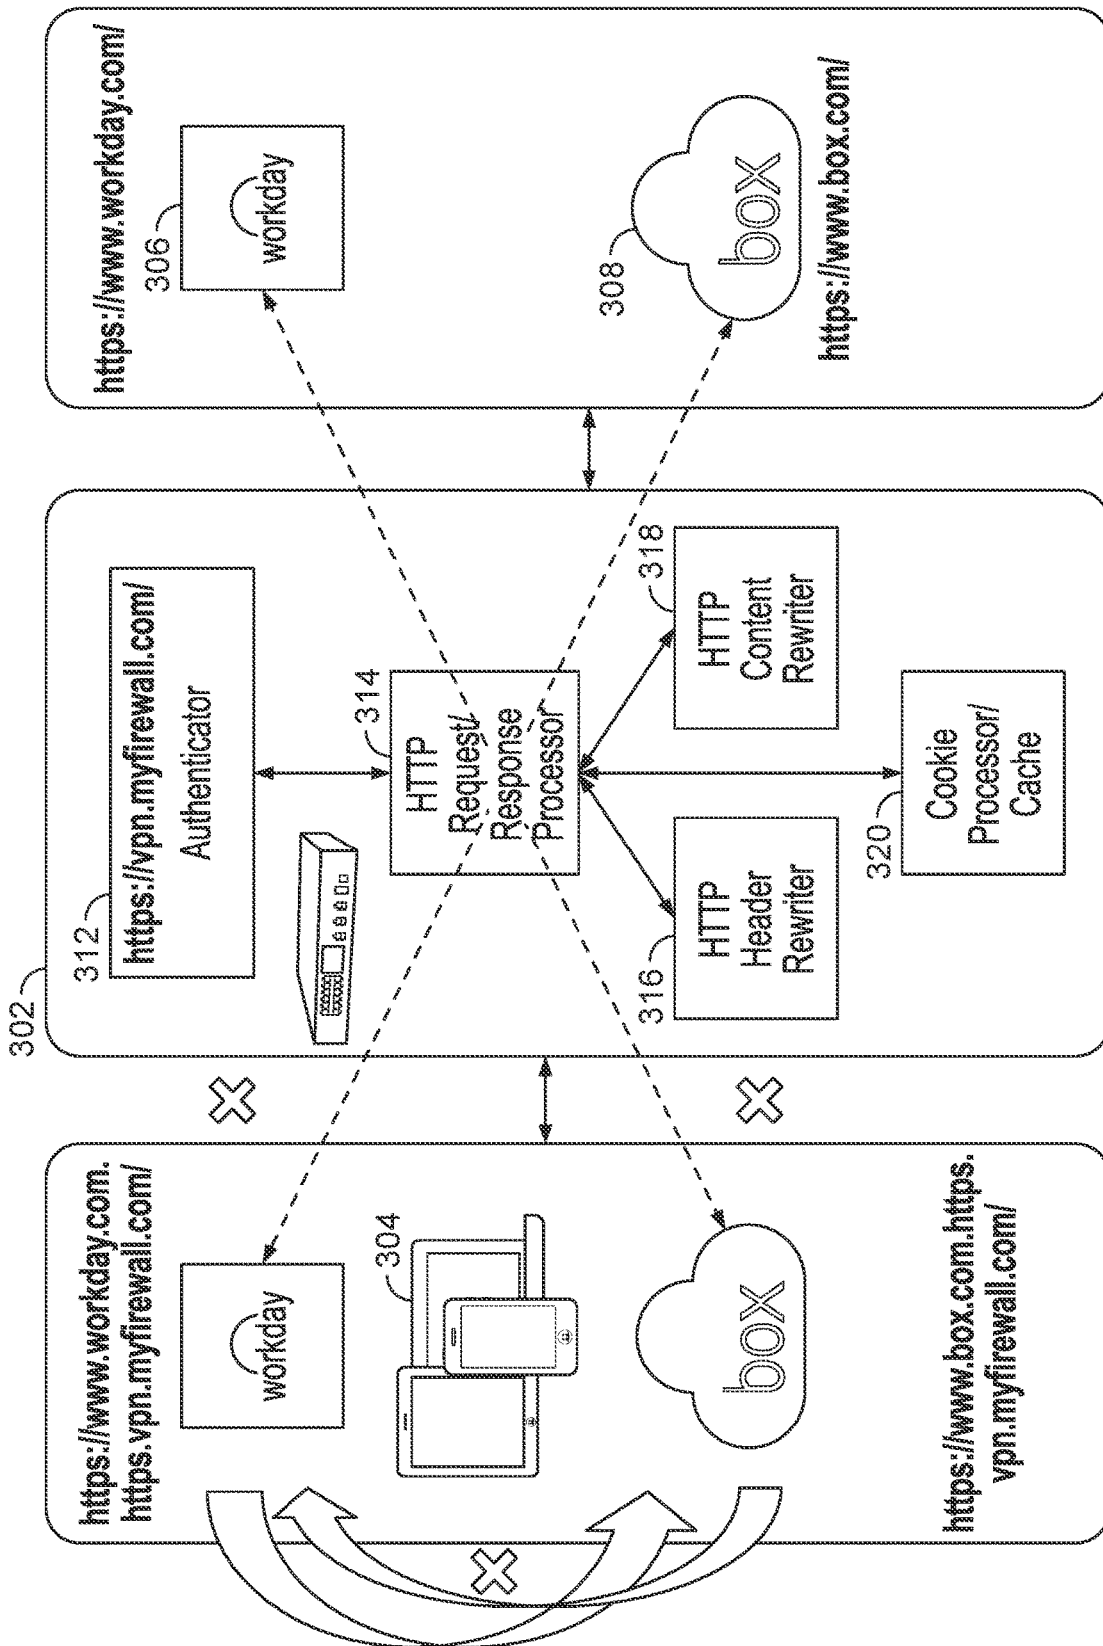 https://www.workday.com.
https.vpn.myfirewall.com/
workday
304
box
https://www.box.com.https.
vpn.myfirewall.com/
302
312
https://vpn.myfirewall.com/
Authenticator
314
HTTP
Request/
Response
Processor
316
HTTP
Header
Rewriter
318
HTTP
Content
Rewriter
320
Cookie
Processor/
Cache
https://www.workday.com/
306
workday
308
box
https://www.box.com/